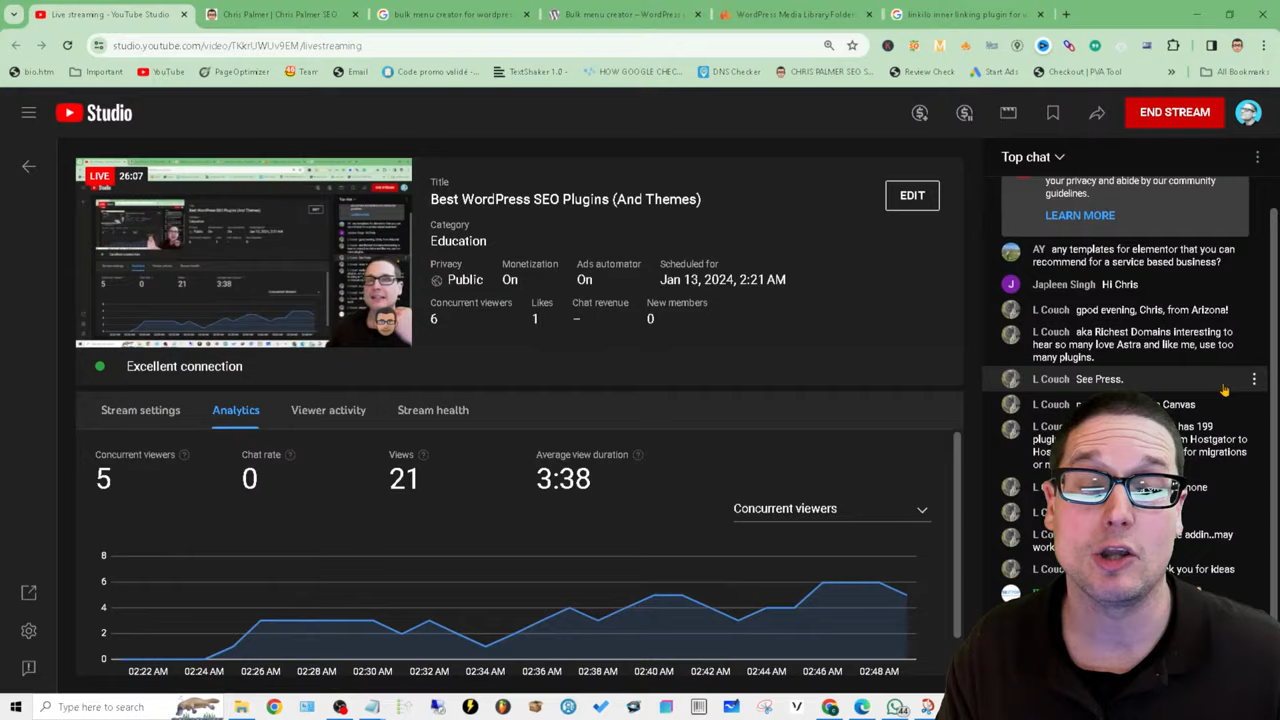 Live streaming - YouTube Studio
Chris Palmer | Chris Palmer SEO
bulk menu creator for wordpre
Bulk menu creator – WordPress
WordPress Media Library Folder
linkilo inner linking plugin for
studio.youtube.com/video/TKkrUWUv9EM/livestreaming
bio.htm
Important
YouTube
PageOptimizer
Team
Email
Code promo validé -...
TextShaker 1.0 -
HOW GOOGLE CHEC...
DNS Checker
CHRIS PALMER SEO S...
Review Check
Start Ads
Checkout | PVA Tool
All Bookmarks
Studio
END STREAM
LIVE 26:07
Title
Best WordPress SEO Plugins (And Themes)
EDIT
Category
Education
Privacy
Public
Monetization
On
Ads automator
On
Scheduled for
Jan 13, 2024, 2:21 AM
Concurrent viewers
6
Likes
1
Chat revenue
–
New members
0
Excellent connection
Stream settings
Analytics
Viewer activity
Stream health
Concurrent viewers
5
Chat rate
0
Views
21
Average view duration
3:38
Concurrent viewers
8
6
4
2
0
02:22 AM 02:24 AM 02:26 AM 02:28 AM 02:30 AM 02:32 AM 02:34 AM 02:36 AM 02:38 AM 02:40 AM 02:42 AM 02:44 AM 02:46 AM 02:48 AM
Top chat
your privacy and abide by our community
guidelines.
LEARN MORE
AY any templates for elementor that you can
recommend for a service based business?
Japleen Singh Hi Chris
L Couch gpod evening, Chris, from Arizona!
L Couch aka Richest Domains interesting to
hear so many love Astra and like me, use too
many plugins.
L Couch See Press.
L Couch Canvas
L Cou has 199
plugi m Hostgator to
Hos for migrations
or n
L Couch one
L C
L Cou e addin..may
work
L Couch k you for ideas
Type here to search
44